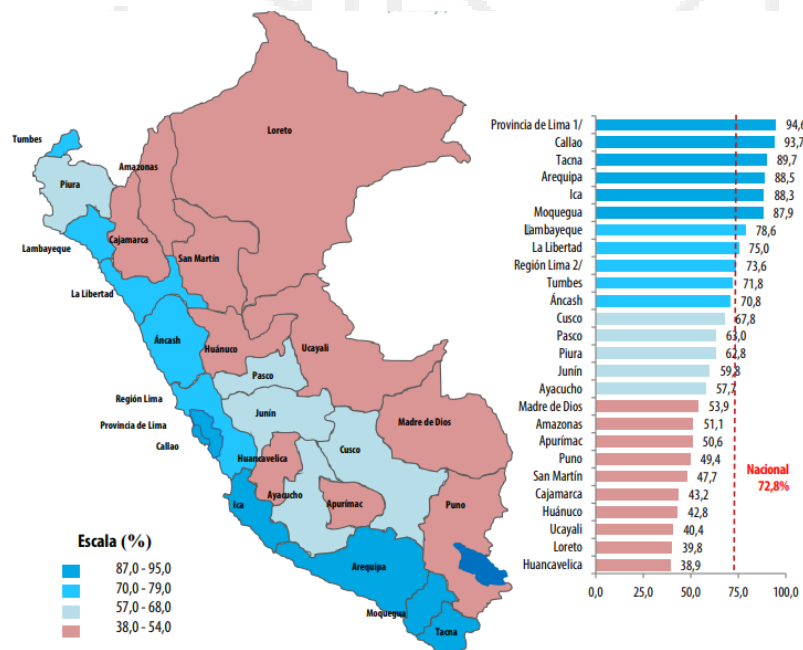 Loreto
Tumbes
Amazonas
Piura
Cajamarca
Lambayeque
San Martín
La Libertad
Áncash
Huánuco
Ucayali
Pasco
Región Lima
Junín
Madre de Dios
Provincia de Lima
Callao
Cusco
Huancavelica
Ayacucho
Apurímac
Puno
Ica
Arequipa
Moquegua
Tacna
Escala (%)
87,0 - 95,0
70,0 - 79,0
57,0 - 68,0
38,0 - 54,0
Provincia de Lima 1/ 94,6
Callao 93,7
Tacna 89,7
Arequipa 88,5
Ica 88,3
Moquegua 87,9
Lambayeque 78,6
La Libertad 75,0
Región Lima 2/ 73,6
Tumbes 71,8
Áncash 70,8
Cusco 67,8
Pasco 63,0
Piura 62,8
Junín 59,8
Ayacucho 57,7
Madre de Dios 53,9
Amazonas 51,1
Apurímac 50,6
Puno 49,4
San Martín 47,7
Cajamarca 43,2
Huánuco 42,8
Ucayali 40,4
Loreto 39,8
Huancavelica 38,9
Nacional
72,8%
0,0 25,0 50,0 75,0 100,0